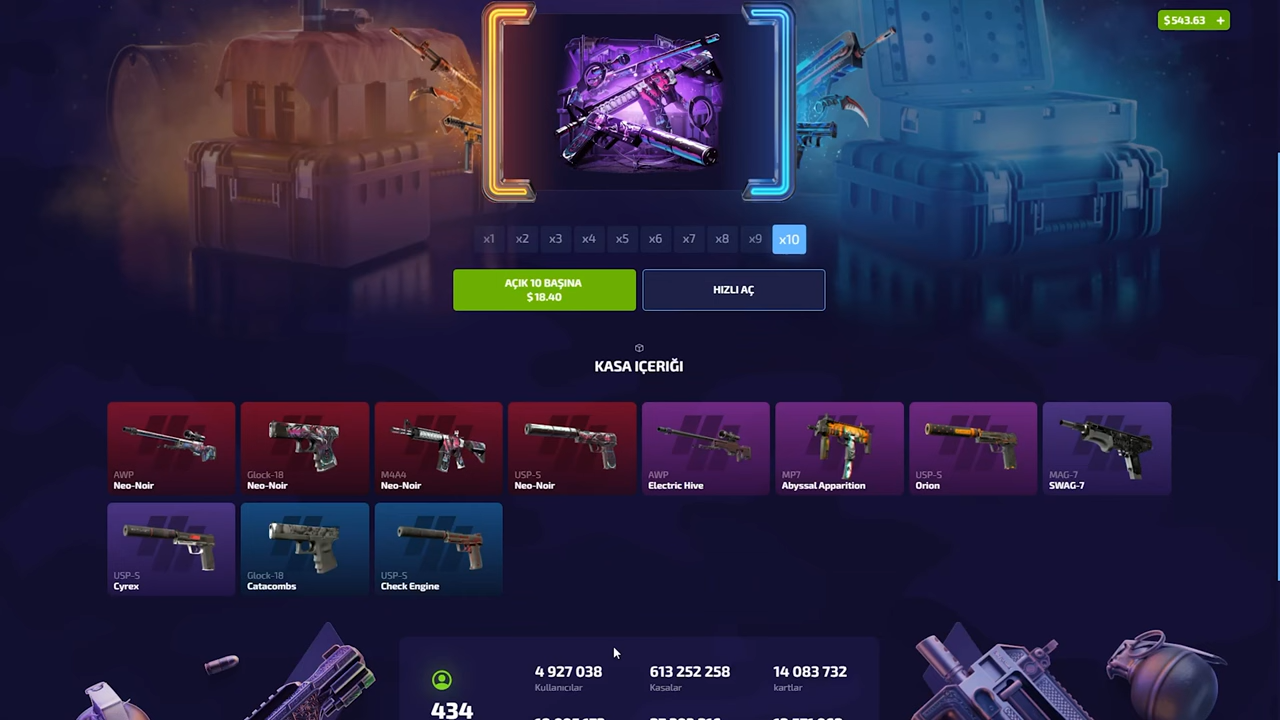 $543.63 +
x1 x2 x3 x4 x5 x6 x7 x8 x9 x10
AÇIK 10 BAŞINA
$18.40
HIZLI AÇ
KASA IÇERIĞI
AWP
Neo-Noir
Glock-18
Neo-Noir
M4A4
Neo-Noir
USP-S
Neo-Noir
AWP
Electric Hive
MP7
Abyssal Apparition
USP-S
Orion
MAG-7
SWAG-7
USP-S
Cyrex
Glock-18
Catacombs
USP-S
Check Engine
434
4 927 038
Kullanıcılar
613 252 258
Kasalar
14 083 732
kartlar